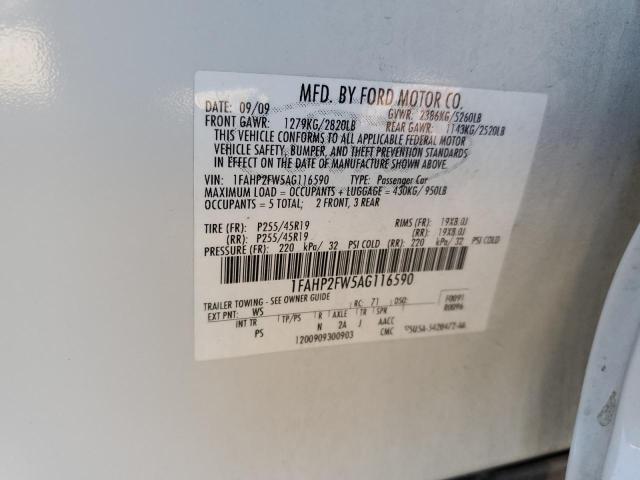 MFD. BY FORD MOTOR CO.
DATE: 09/09 GVWR: 2386KG/5260LB
FRONT GAWR: 1279KG/2820LB REAR GAWR: 1143KG/2520LB
THIS VEHICLE CONFORMS TO ALL APPLICABLE FEDERAL MOTOR
VEHICLE SAFETY, BUMPER, AND THEFT PREVENTION STANDARDS
IN EFFECT ON THE DATE OF MANUFACTURE SHOWN ABOVE.
VIN: 1FAHP2FW5AG116590 TYPE: Passenger Car
MAXIMUM LOAD = OCCUPANTS + LUGGAGE = 430KG/ 950LB
OCCUPANTS = 5 TOTAL; 2 FRONT, 3 REAR
TIRE (FR): P255/45R19 RIMS (FR): 19X8.0J
(RR): P255/45R19 (RR): 19X8.0J
PRESSURE (FR): 220 kPa/ 32 PSI COLD (RR): 220 kPa/ 32 PSI COLD
1FAHP2FW5AG116590
TRAILER TOWING - SEE OWNER GUIDE
EXT PNT: WS RC: 71 DSO: F0091
R0096
INT TR TP/PS R AXLE TR SPR
PS N 2A J AACC
1200909300903 CMC